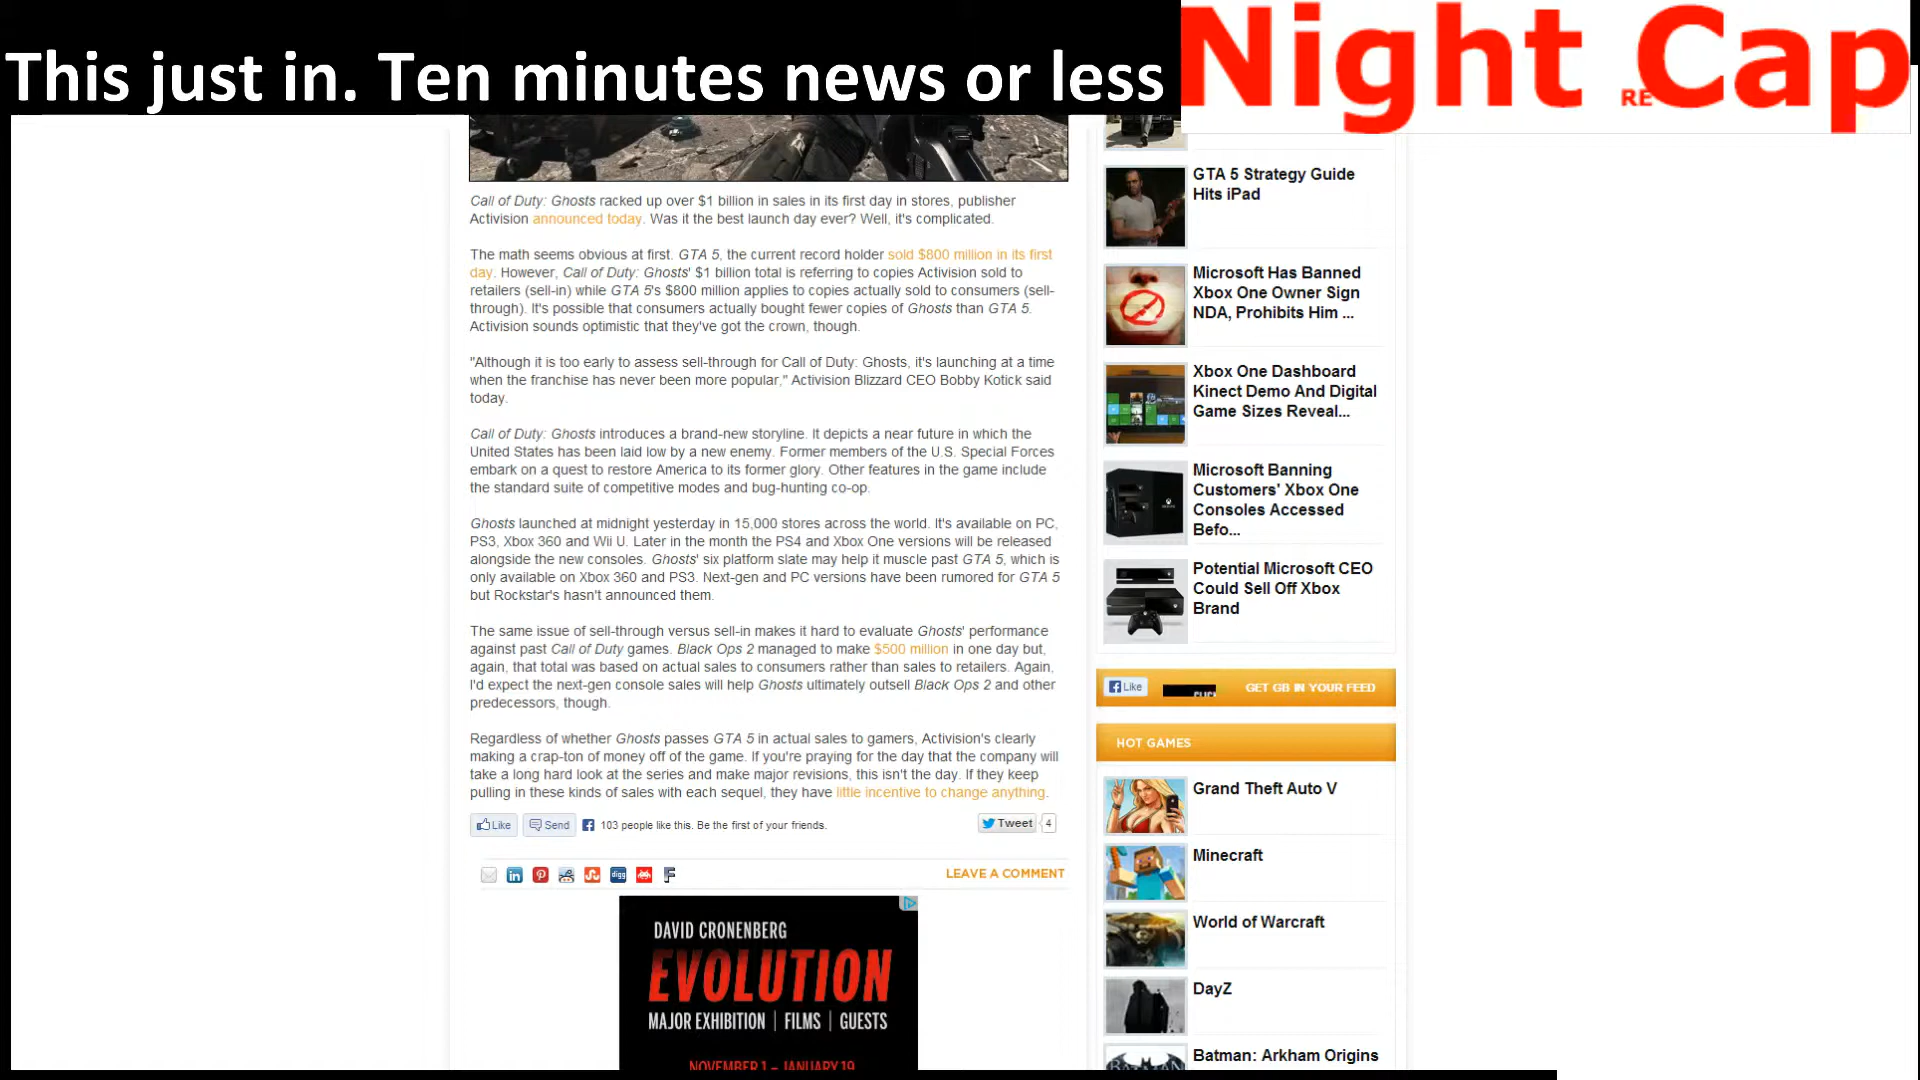 This just in. Ten minutes news or less
Night RE Cap
Call of Duty: Ghosts racked up over $1 billion in sales in its first day in stores, publisher
Activision announced today. Was it the best launch day ever? Well, it's complicated.
The math seems obvious at first. GTA 5, the current record holder sold $800 million in its first
day. However, Call of Duty: Ghosts' $1 billion total is referring to copies Activision sold to
retailers (sell-in) while GTA 5's $800 million applies to copies actually sold to consumers (sell-
through). It's possible that consumers actually bought fewer copies of Ghosts than GTA 5.
Activision sounds optimistic that they've got the crown, though.
"Although it is too early to assess sell-through for Call of Duty: Ghosts, it's launching at a time
when the franchise has never been more popular," Activision Blizzard CEO Bobby Kotick said
today.
Call of Duty: Ghosts introduces a brand-new storyline. It depicts a near future in which the
United States has been laid low by a new enemy. Former members of the U.S. Special Forces
embark on a quest to restore America to its former glory. Other features in the game include
the standard suite of competitive modes and bug-hunting co-op.
Ghosts launched at midnight yesterday in 15,000 stores across the world. It's available on PC,
PS3, Xbox 360 and Wii U. Later in the month the PS4 and Xbox One versions will be released
alongside the new consoles. Ghosts' six platform slate may help it muscle past GTA 5, which is
only available on Xbox 360 and PS3. Next-gen and PC versions have been rumored for GTA 5
but Rockstar's hasn't announced them.
The same issue of sell-through versus sell-in makes it hard to evaluate Ghosts' performance
against past Call of Duty games. Black Ops 2 managed to make $500 million in one day but,
again, that total was based on actual sales to consumers rather than sales to retailers. Again,
I'd expect the next-gen console sales will help Ghosts ultimately outsell Black Ops 2 and other
predecessors, though.
Regardless of whether Ghosts passes GTA 5 in actual sales to gamers, Activision's clearly
making a crap-ton of money off of the game. If you're praying for the day that the company will
take a long hard look at the series and make major revisions, this isn't the day. If they keep
pulling in these kinds of sales with each sequel, they have little incentive to change anything.
Like Send 103 people like this. Be the first of your friends. Tweet 4
LEAVE A COMMENT
DAVID CRONENBERG
EVOLUTION
MAJOR EXHIBITION | FILMS | GUESTS
NOVEMBER 1 – JANUARY 19
GTA 5 Strategy Guide
Hits iPad
Microsoft Has Banned
Xbox One Owner Sign
NDA, Prohibits Him ...
Xbox One Dashboard
Kinect Demo And Digital
Game Sizes Reveal...
Microsoft Banning
Customers' Xbox One
Consoles Accessed
Befo...
Potential Microsoft CEO
Could Sell Off Xbox
Brand
Like GET GB IN YOUR FEED
HOT GAMES
Grand Theft Auto V
Minecraft
World of Warcraft
DayZ
Batman: Arkham Origins